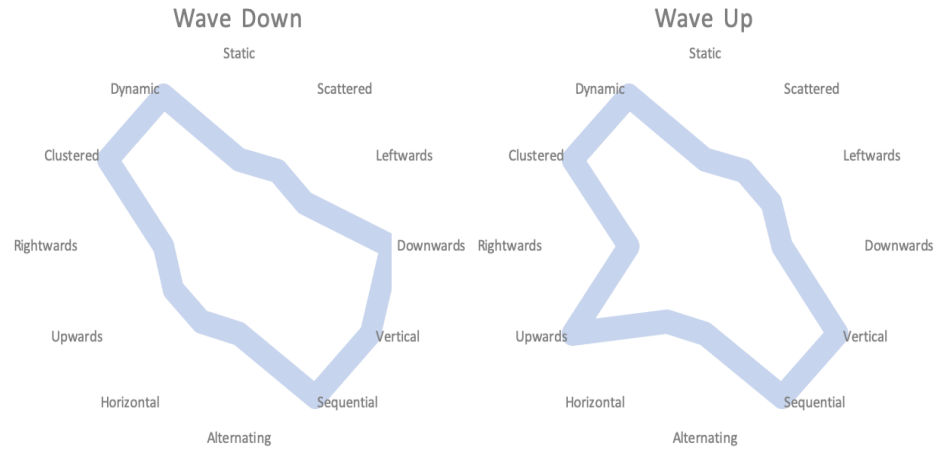 Wave Down
Static
Dynamic
Scattered
Clustered
Leftwards
Rightwards
Downwards
Upwards
Vertical
Horizontal
Sequential
Alternating
Wave Up
Static
Dynamic
Scattered
Clustered
Leftwards
Rightwards
Downwards
Upwards
Vertical
Horizontal
Sequential
Alternating